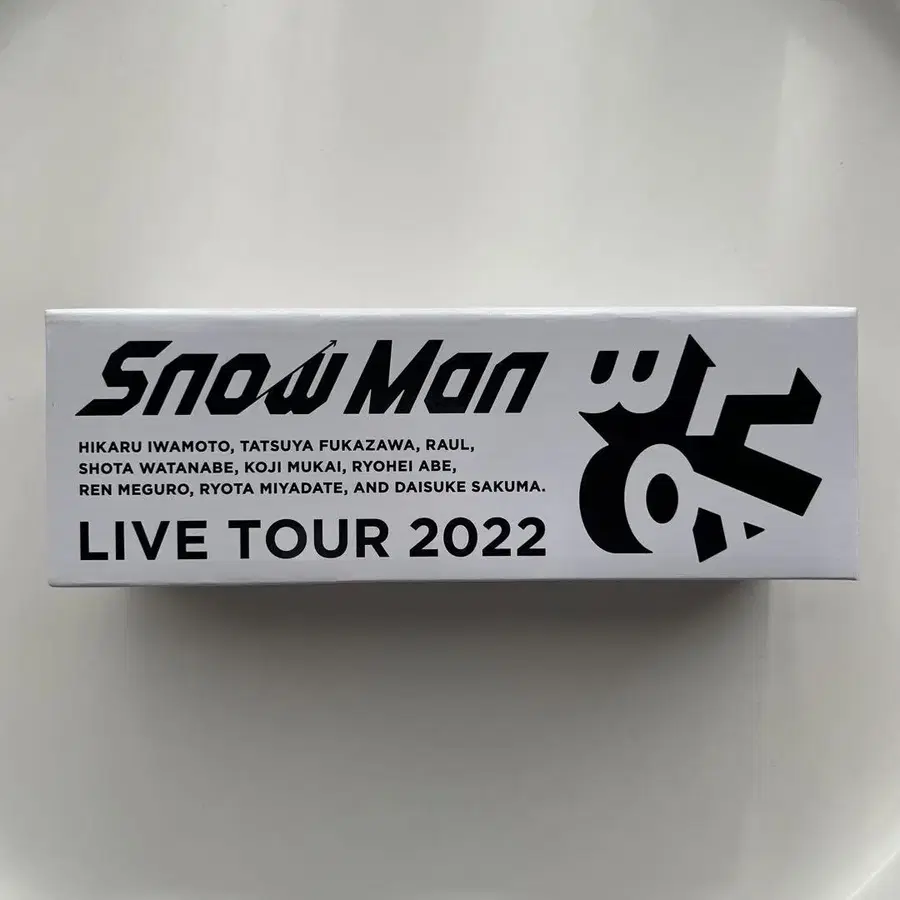 Snow Man
HIKARU IWAMOTO, TATSUYA FUKAZAWA, RAUL,
SHOTA WATANABE, KOJI MUKAI, RYOHEI ABE,
REN MEGURO, RYOTA MIYADATE, AND DAISUKE SAKUMA.
LIVE TOUR 2022